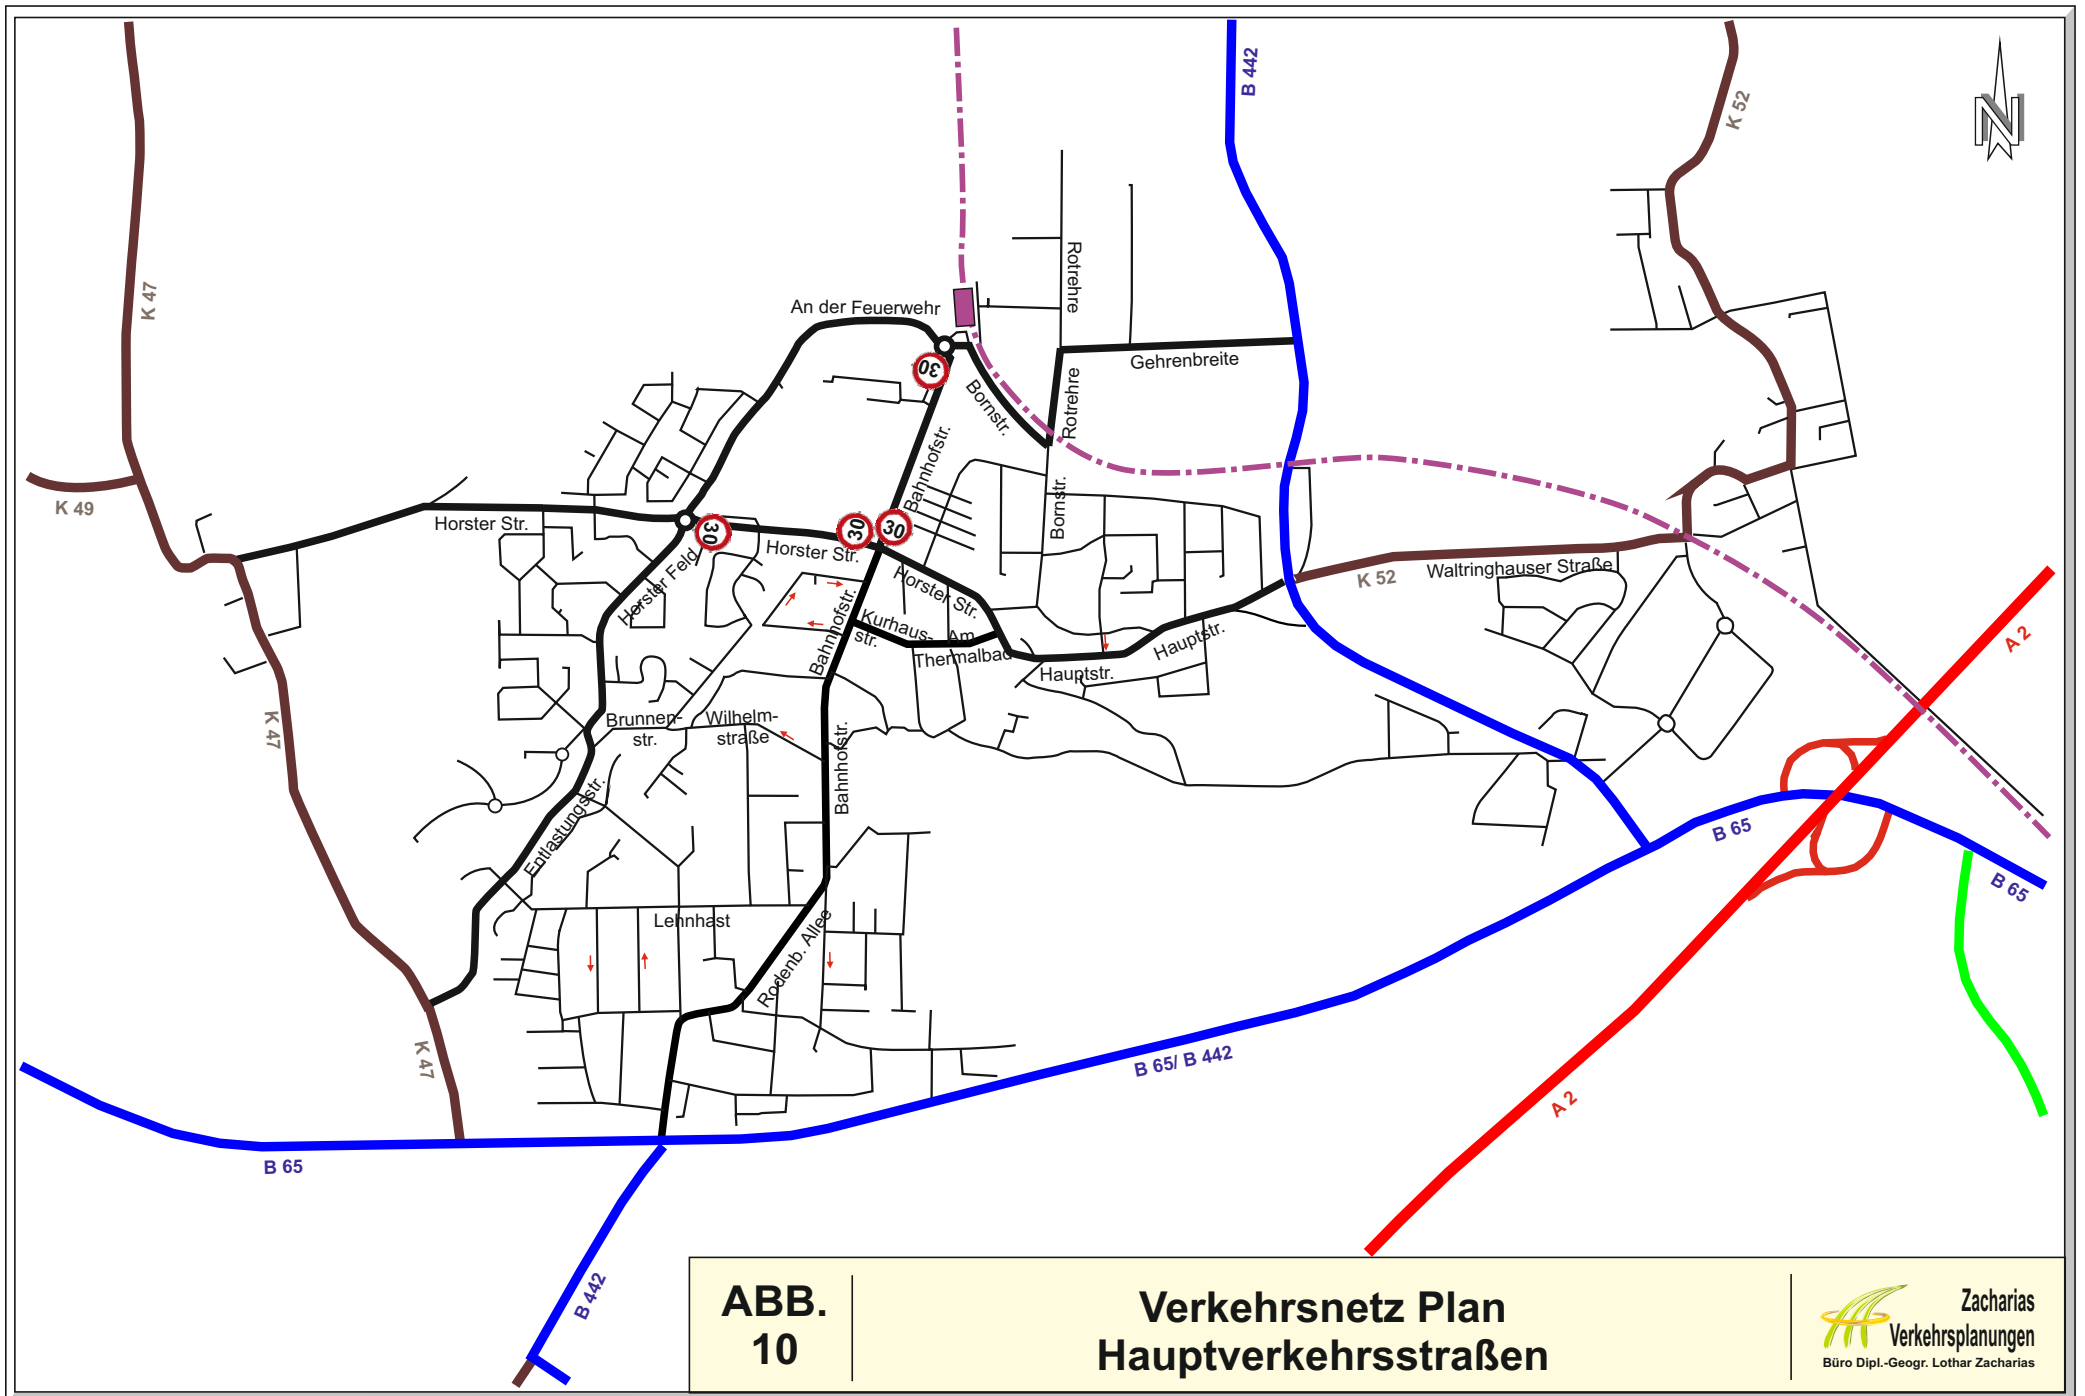 B 442
K 52
N
K 47
Rotrehre
An der Feuerwehr
Gehrenbreite
30
Rotrehre
Bornstr.
Bahnhofstr.
K 49
Horster Str.
30
30
30
Bornstr.
Horster Str.
Horster Feld
Horster Str.
K 52
Waltringhauser Straße
Bahnhofstr.
Kurhaus-
str.
Am
Thermalbad
Hauptstr.
Hauptstr.
A 2
K 47
Brunnen-
str.
Wilhelm-
straße
Bahnhofstr.
Entlastungsstr.
B 65
B 65
Lehnhast
Rodenb. Allee
K 47
B 65/ B 442
A 2
B 65
B 442
ABB.
10
Verkehrsnetz Plan
Hauptverkehrsstraßen
Zacharias
Verkehrsplanungen
Büro Dipl.-Geogr. Lothar Zacharias